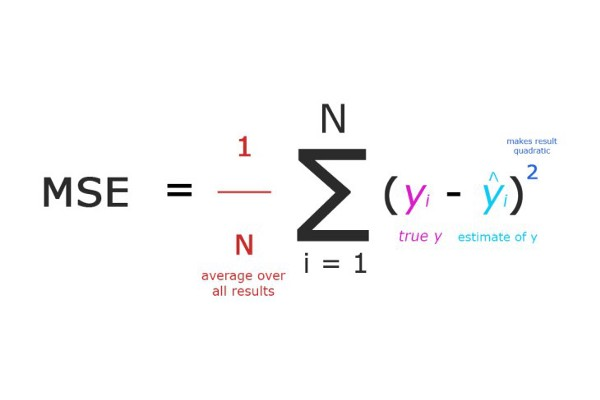 MSE = 1/N N ∑ i = 1 (yi - ŷi)2
average over
all results
true y
estimate of y
makes result
quadratic